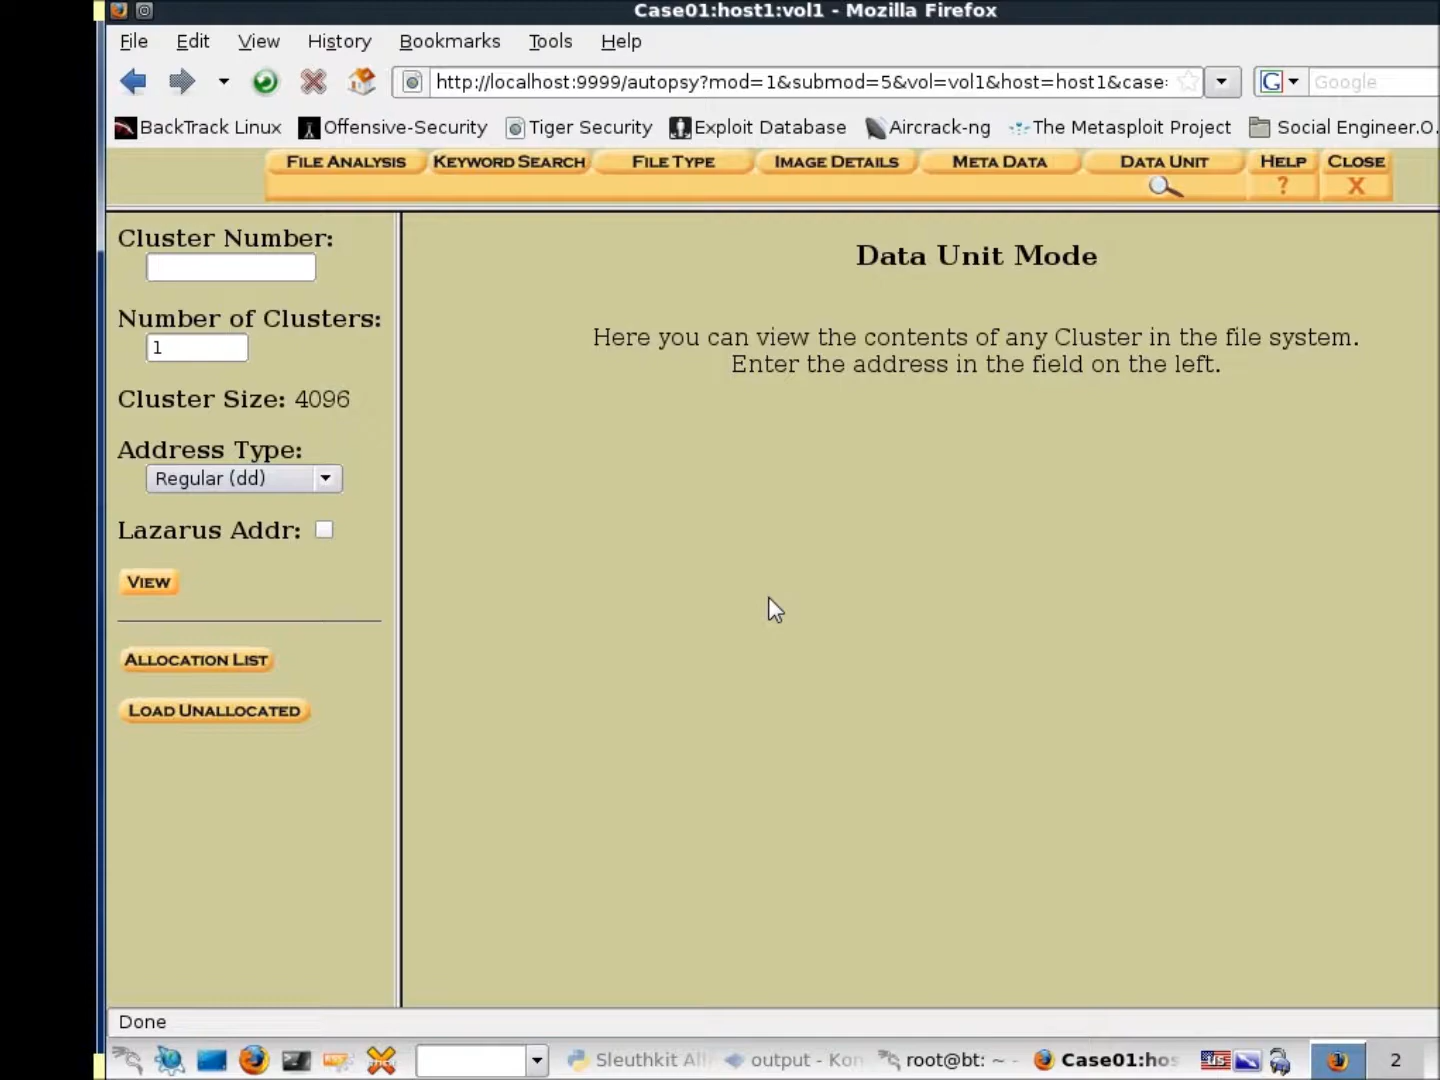 Case01:host1:vol1 - Mozilla Firefox
File Edit View History Bookmarks Tools Help
http://localhost:9999/autopsy?mod=1&submod=5&vol=vol1&host=host1&case= Google
BackTrack Linux Offensive-Security Tiger Security Exploit Database Aircrack-ng The Metasploit Project Social Engineer.O.
FILE ANALYSIS KEYWORD SEARCH FILE TYPE IMAGE DETAILS META DATA DATA UNIT HELP CLOSE
? X
Cluster Number:
Number of Clusters:
1
Cluster Size: 4096
Address Type:
Regular (dd)
Lazarus Addr:
VIEW
ALLOCATION LIST
LOAD UNALLOCATED
Data Unit Mode
Here you can view the contents of any Cluster in the file system.
Enter the address in the field on the left.
Done
Sleuthkit output - Kon root@bt: ~ - Case01:hos US 2